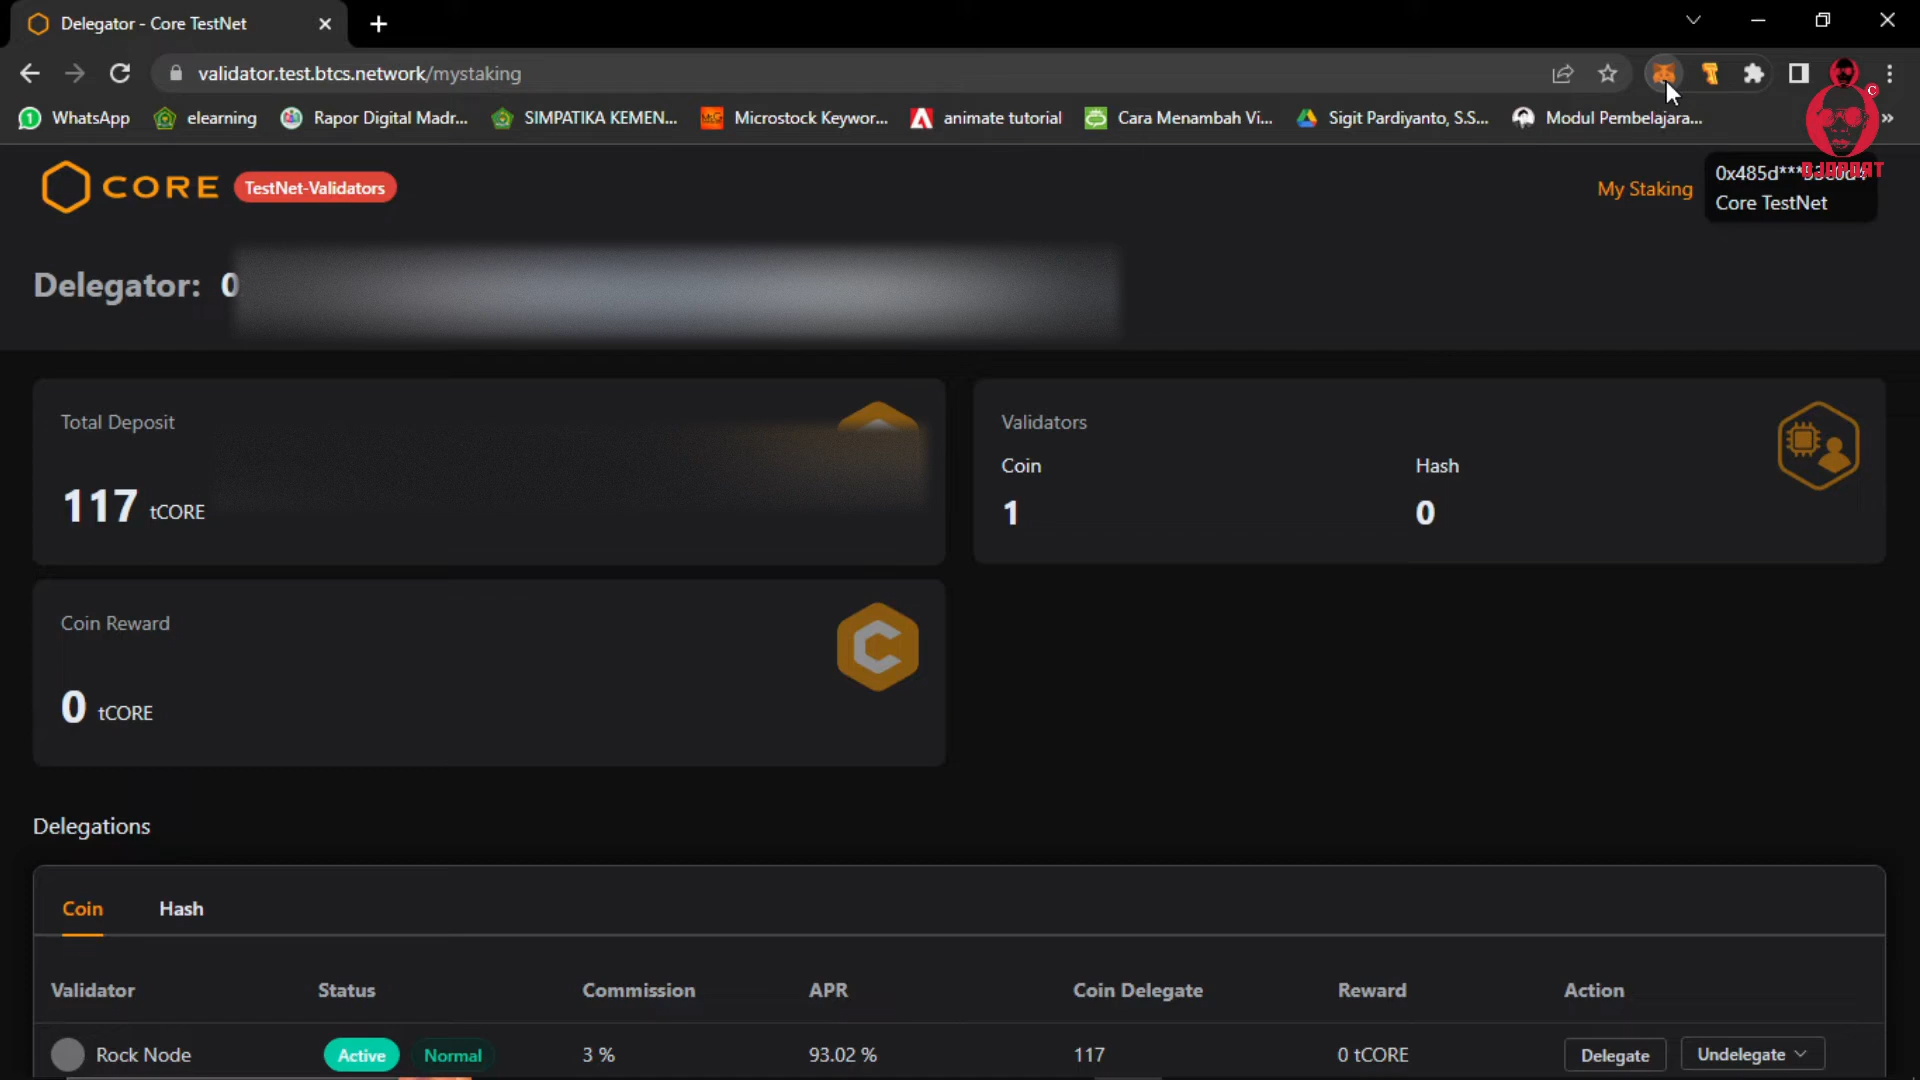 Delegator - Core TestNet
validator.test.btcs.network/mystaking
WhatsApp elearning Rapor Digital Madr... SIMPATIKA KEMEN... Microstock Keywor... animate tutorial Cara Menambah Vi... Sigit Pardiyanto, S.S... Modul Pembelajara... »
CORE TestNet-Validators
My Staking
0x485d***
Core TestNet
Delegator: 0
Total Deposit
117 tCORE
Validators
Coin Hash
1 0
Coin Reward
0 tCORE
Delegations
Coin Hash
Validator Status Commission APR Coin Delegate Reward Action
Rock Node Active Normal 3 % 93.02 % 117 0 tCORE Delegate Undelegate